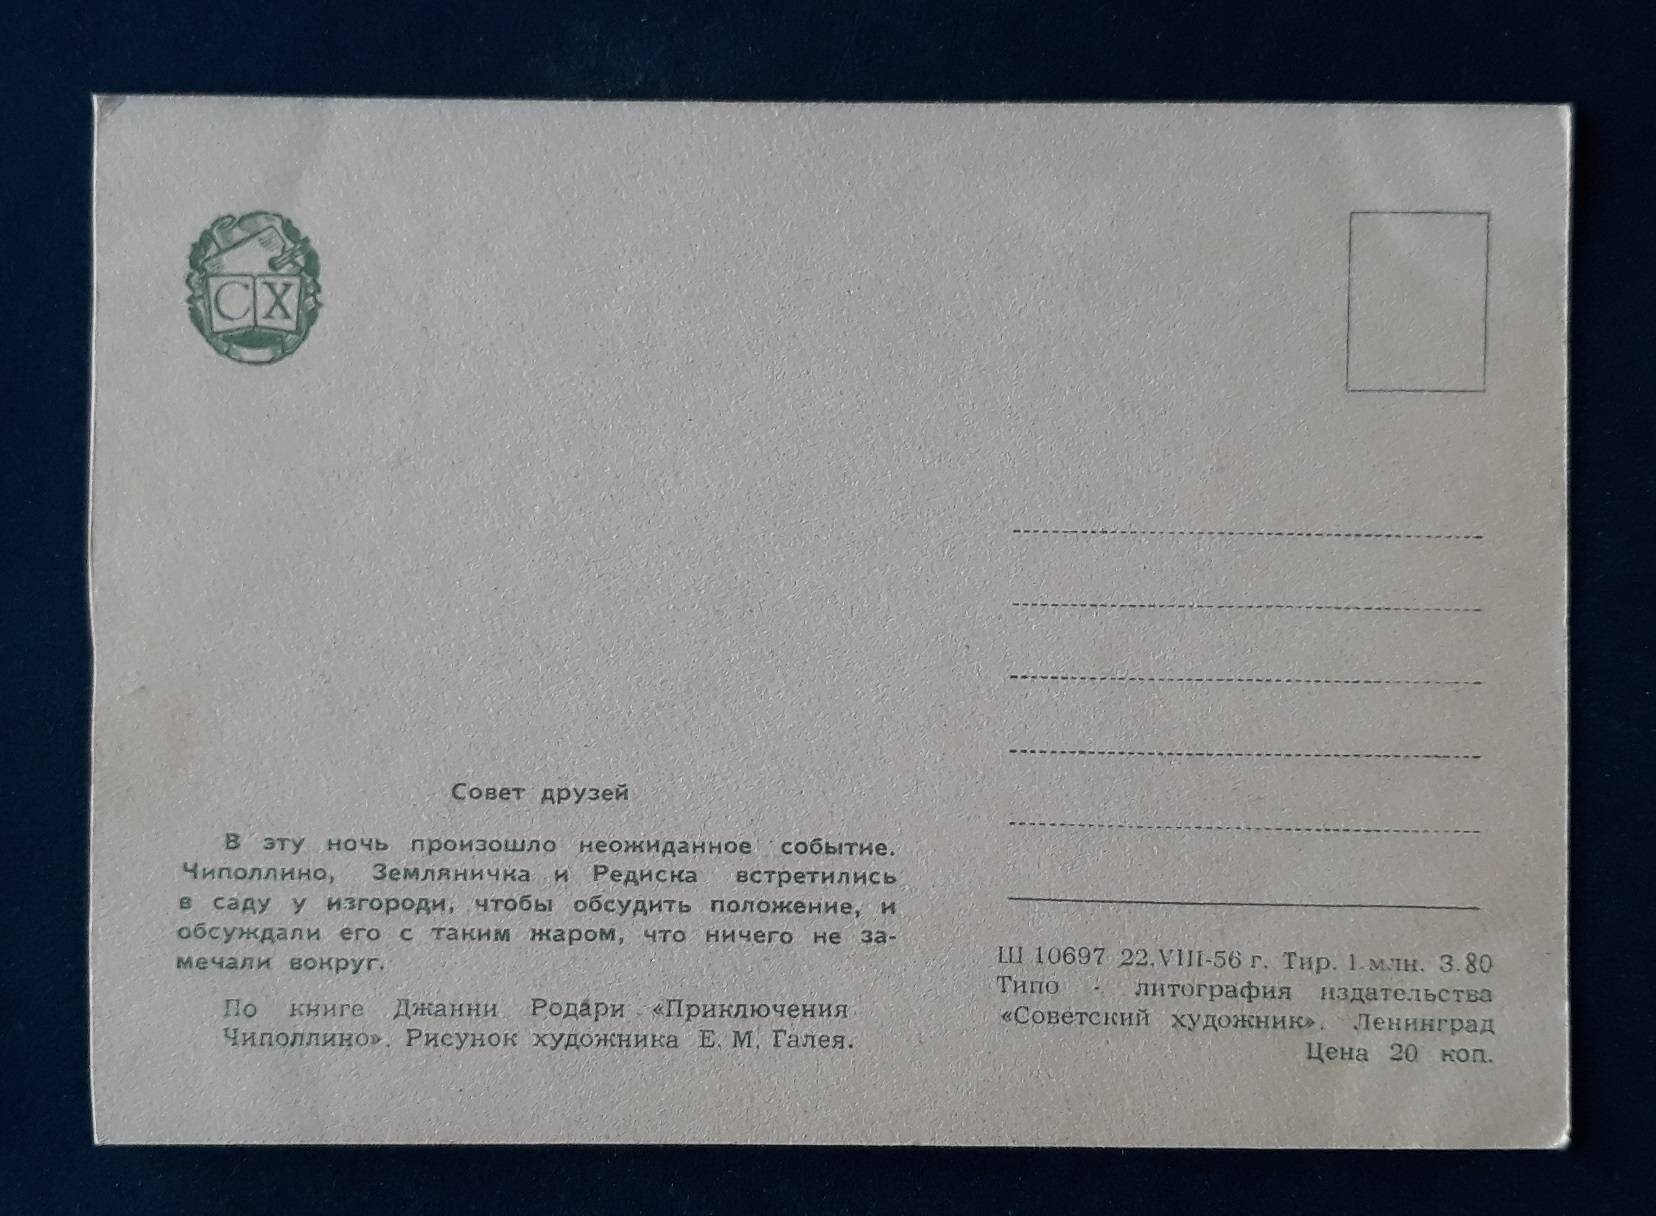 СХ
Совет друзей
В эту ночь произошло неожиданное событие.
Чиполлино, Земляничка и Редиска встретились
в саду у изгороди, чтобы обсудить положение, и
обсуждали его с таким жаром, что ничего не за-
мечали вокруг.
По книге Джанни Родари «Приключения
Чиполлино». Рисунок художника Е. М. Галея.
Ш 10697 22.VIII-56 г. Тир. 1 млн. З.80
Типо - литография издательства
«Советский художник». Ленинград
Цена 20 коп.